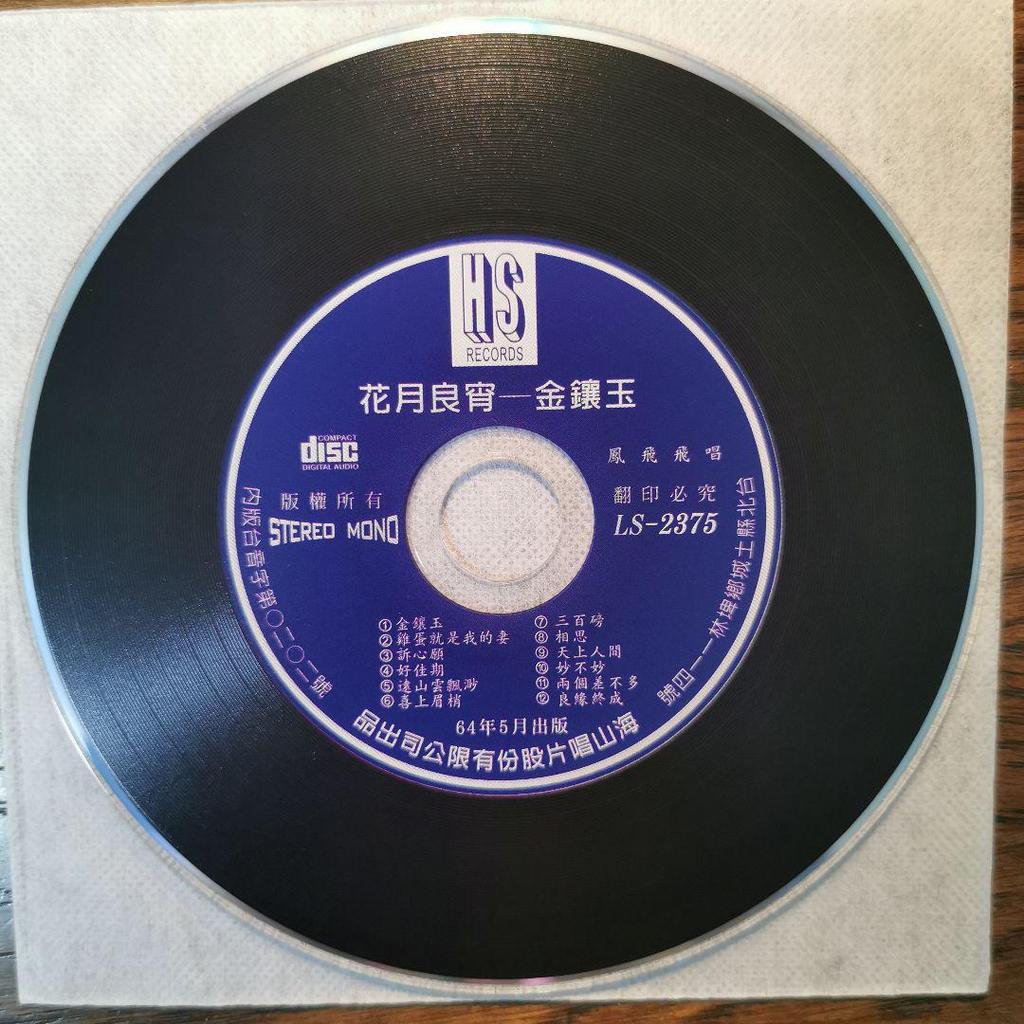 HS
RECORDS
花月良宵—金鑲玉
COMPACT
disc
DIGITAL AUDIO
鳳飛飛唱
版權所有
翻印必究
STEREO MONO
LS-2375
①金鑲玉
②雞蛋就是我的妻
③訴心願
④好佳期
⑤遠山雲飄渺
⑥喜上眉梢
⑦三百磅
⑧相思
⑨天上人間
⑩妙不妙
⑪兩個差不多
⑫良緣終成
64年5月出版
內版台音字第〇二〇二號
海山唱片股份有限公司出品
台北縣土城鄉埤林一一四號